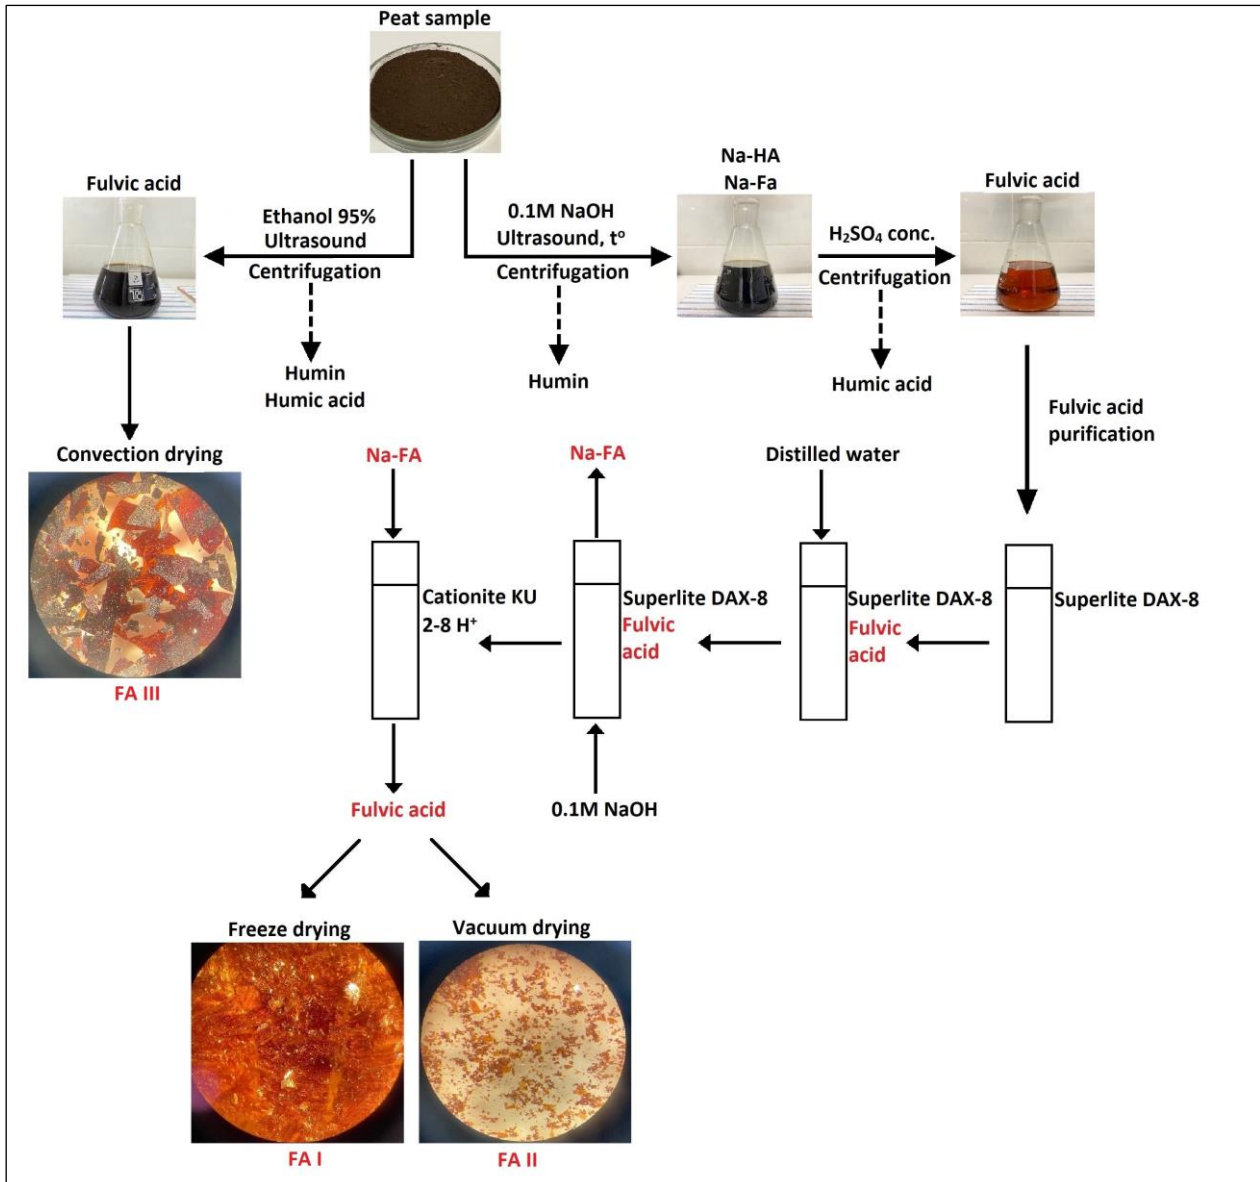 Peat sample
Fulvic acid
Ethanol 95%
Ultrasound
Centrifugation
Humin
Humic acid
0.1M NaOH
Ultrasound, tº
Centrifugation
Humin
Na-HA
Na-Fa
H₂SO₄ conc.
Centrifugation
Humic acid
Fulvic acid
Fulvic acid
purification
Convection drying
FA III
Na-FA
Cationite KU
2-8 H⁺
Na-FA
Superlite DAX-8
Fulvic
acid
Distilled water
Superlite DAX-8
Fulvic
acid
Superlite DAX-8
Fulvic acid
0.1M NaOH
Freeze drying
FA I
Vacuum drying
FA II